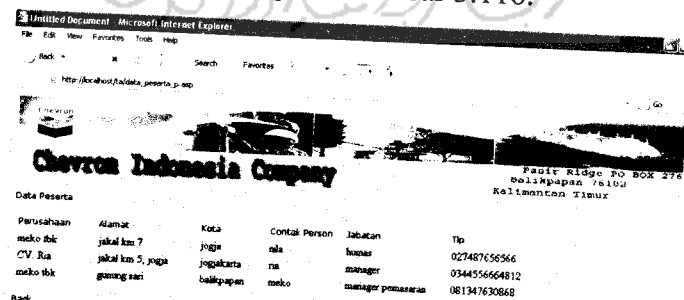 Untitled Document - Microsoft Internet Explorer
File Edit View Favorites Tools Help
Back Search Favorites
http://localhost/ta/data_peserta_p.asp
Go
Chevron
Chevron Indonesia Company
Pasir Ridge PO BOX 276
Balikpapan 76102
Kalimantan Timur
Data Peserta
Perusahaan Alamat Kota Contak Person Jabatan Tlp
meko tbk jakal km 7 jogja nila humas 027487656566
CV. Ria jakal km 5, jogja jogjakarta ria manager 0344556664812
meko tbk gunung sari balikpapan meko manager pemasaran 081347630868
Back